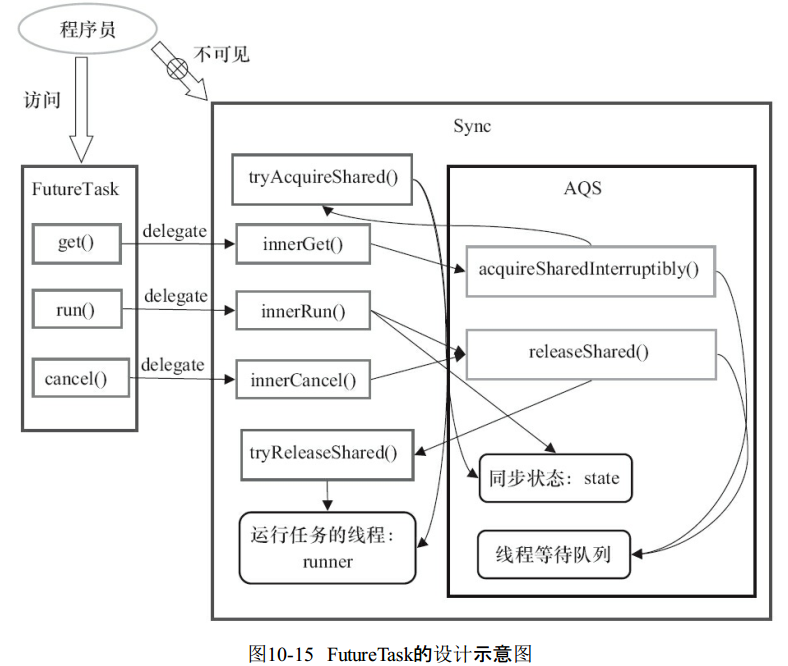 程序员
不可见
访问
Sync
FutureTask
tryAcquireShared()
AQS
get()
delegate
innerGet()
acquireSharedInterruptibly()
run()
delegate
innerRun()
releaseShared()
cancel()
delegate
innerCancel()
tryReleaseShared()
同步状态：state
运行任务的线程：
runner
线程等待队列
图10-15 FutureTask的设计示意图